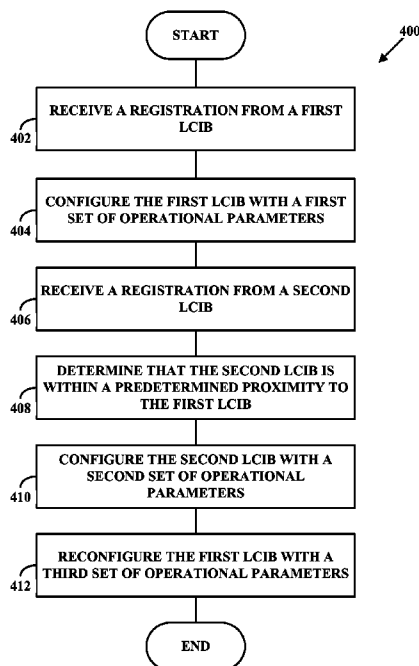 START
400
RECEIVE A REGISTRATION FROM A FIRST
LCIB
402
CONFIGURE THE FIRST LCIB WITH A FIRST
SET OF OPERATIONAL PARAMETERS
404
RECEIVE A REGISTRATION FROM A SECOND
LCIB
406
DETERMINE THAT THE SECOND LCIB IS
WITHIN A PREDETERMINED PROXIMITY TO
THE FIRST LCIB
408
CONFIGURE THE SECOND LCIB WITH A
SECOND SET OF OPERATIONAL
PARAMETERS
410
RECONFIGURE THE FIRST LCIB WITH A
THIRD SET OF OPERATIONAL PARAMETERS
412
END